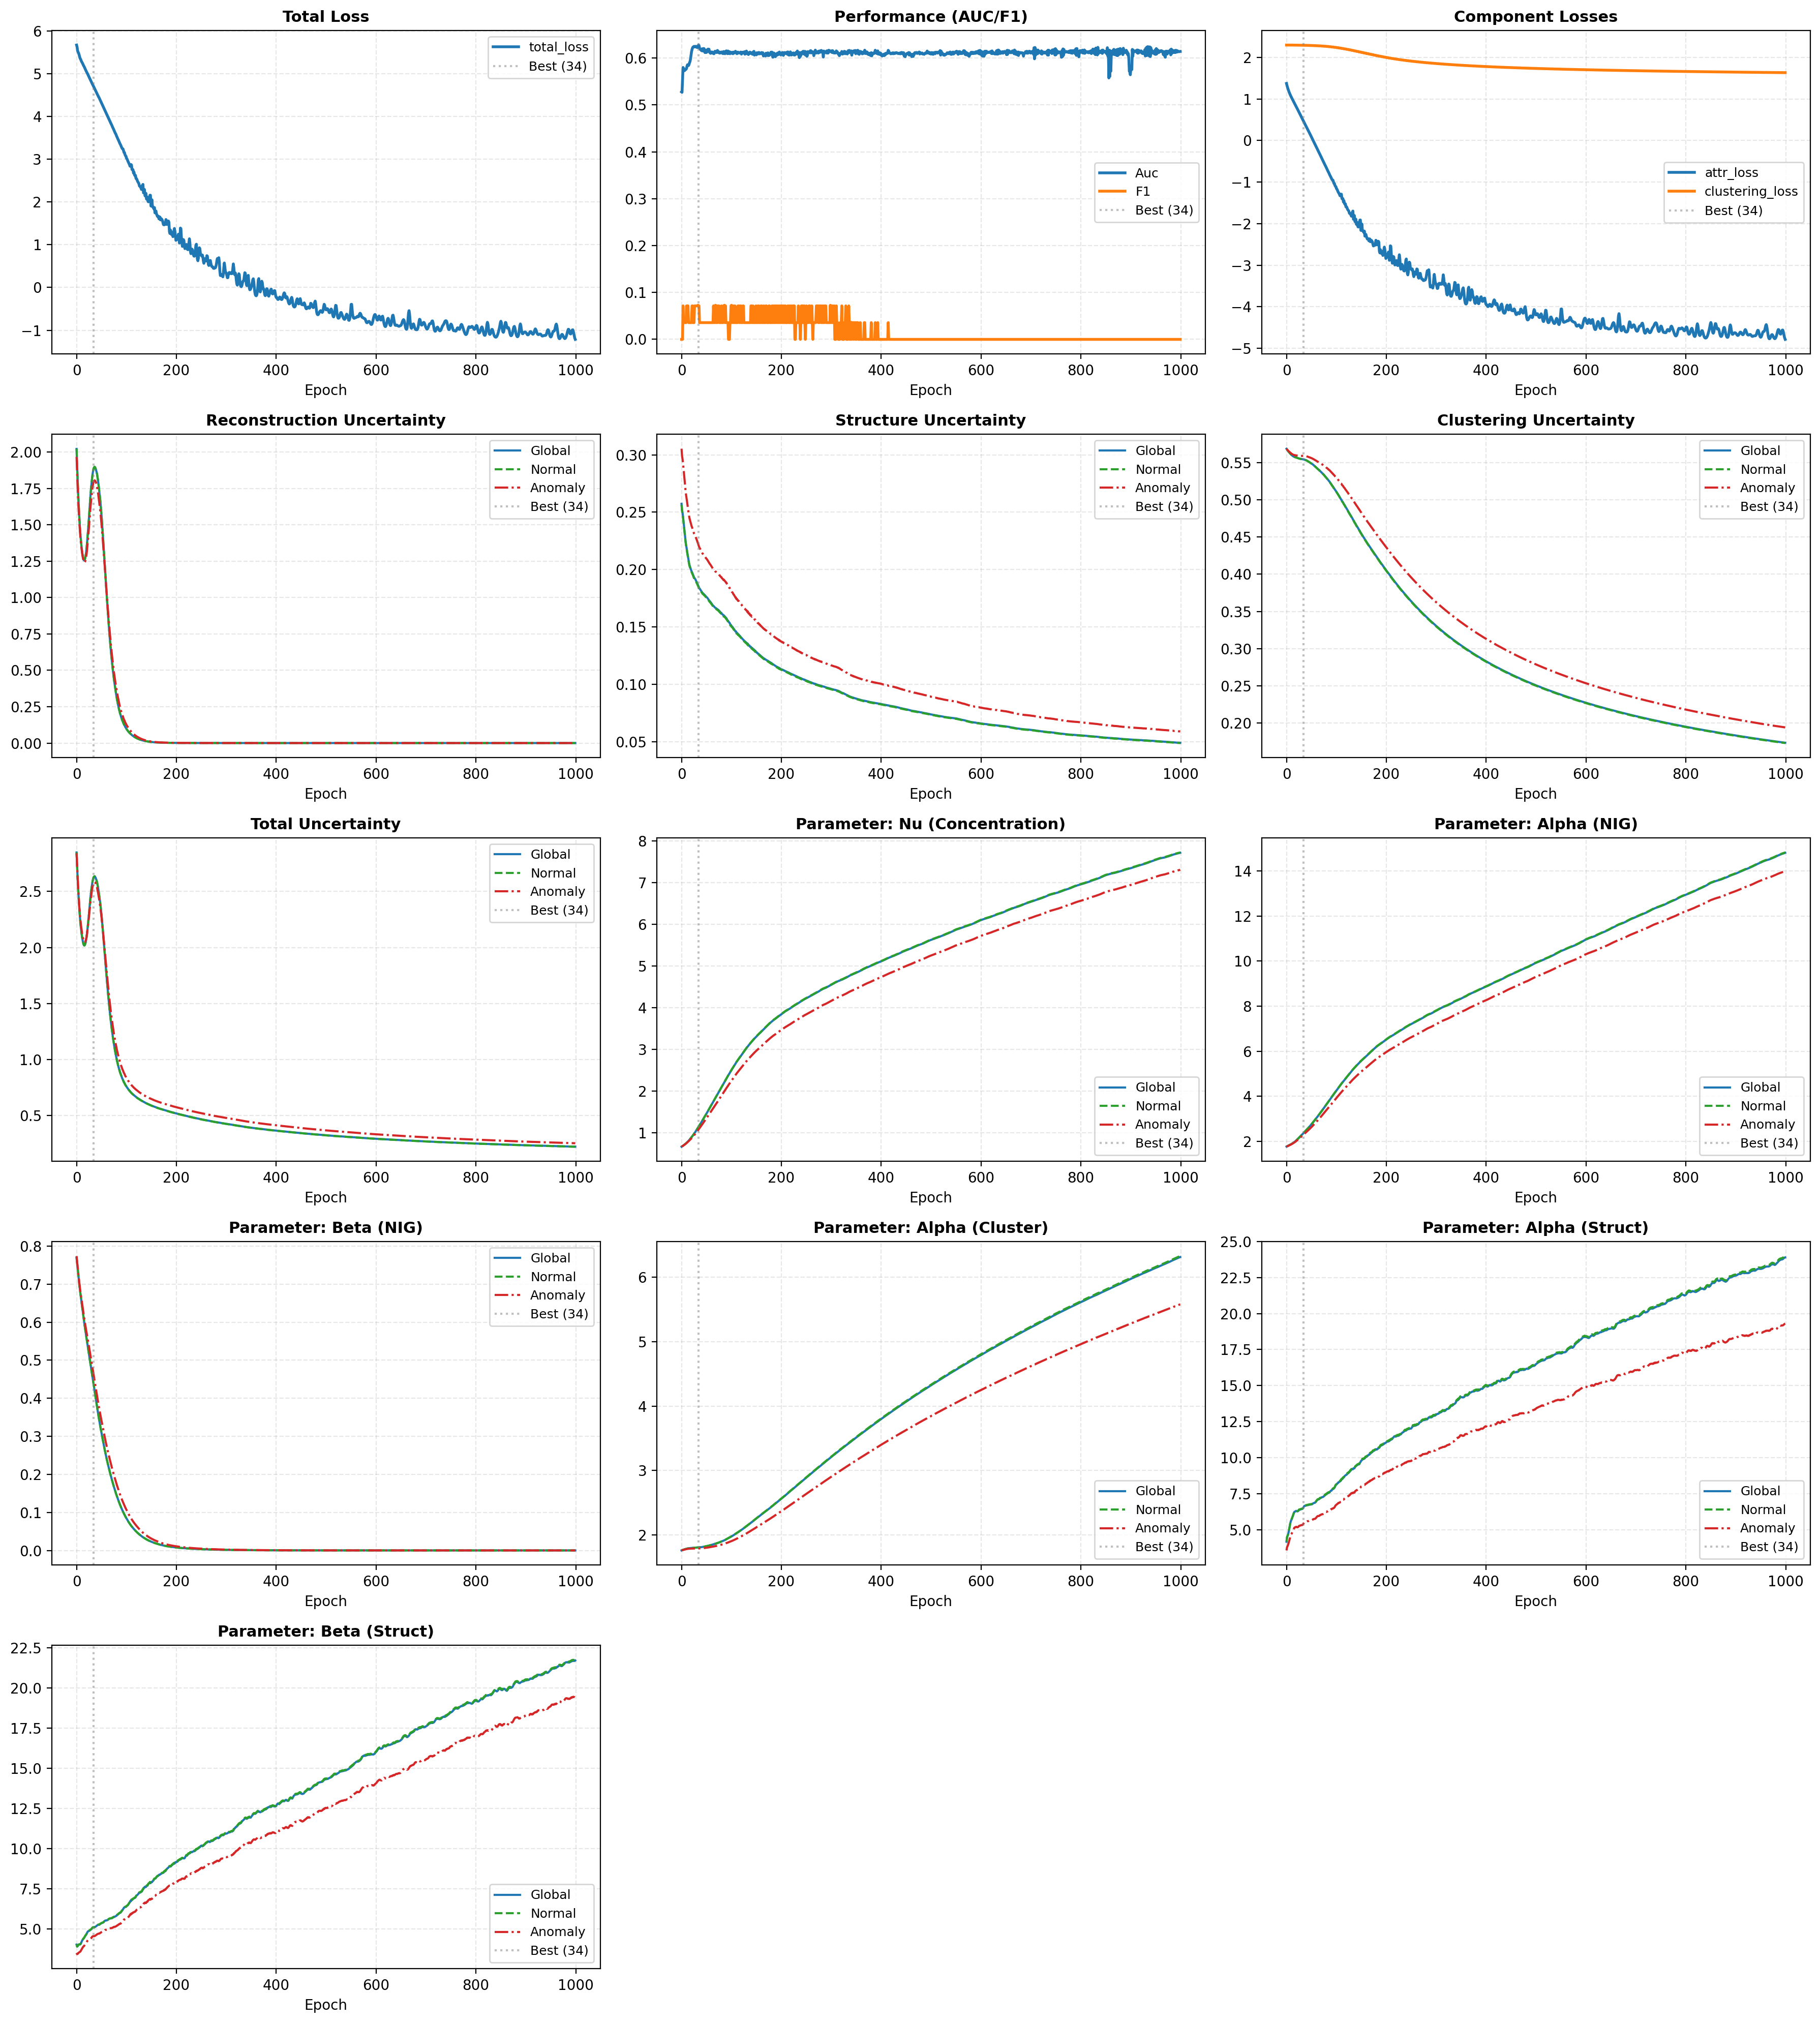 Total Loss
6
5
4
3
2
1
0
−1
total_loss
Best (34)
0
200
400
600
800
1000
Epoch
Performance (AUC/F1)
0.6
0.5
0.4
0.3
0.2
0.1
0.0
Auc
F1
Best (34)
0
200
400
600
800
1000
Epoch
Component Losses
2
1
0
−1
−2
−3
−4
−5
attr_loss
clustering_loss
Best (34)
0
200
400
600
800
1000
Epoch
Reconstruction Uncertainty
2.00
1.75
1.50
1.25
1.00
0.75
0.50
0.25
0.00
Global
Normal
Anomaly
Best (34)
0
200
400
600
800
1000
Epoch
Structure Uncertainty
0.30
0.25
0.20
0.15
0.10
0.05
Global
Normal
Anomaly
Best (34)
0
200
400
600
800
1000
Epoch
Clustering Uncertainty
0.55
0.50
0.45
0.40
0.35
0.30
0.25
0.20
Global
Normal
Anomaly
Best (34)
0
200
400
600
800
1000
Epoch
Total Uncertainty
2.5
2.0
1.5
1.0
0.5
Global
Normal
Anomaly
Best (34)
0
200
400
600
800
1000
Epoch
Parameter: Nu (Concentration)
8
7
6
5
4
3
2
1
Global
Normal
Anomaly
Best (34)
0
200
400
600
800
1000
Epoch
Parameter: Alpha (NIG)
14
12
10
8
6
4
2
Global
Normal
Anomaly
Best (34)
0
200
400
600
800
1000
Epoch
Parameter: Beta (NIG)
0.8
0.7
0.6
0.5
0.4
0.3
0.2
0.1
0.0
Global
Normal
Anomaly
Best (34)
0
200
400
600
800
1000
Epoch
Parameter: Alpha (Cluster)
6
5
4
3
2
Global
Normal
Anomaly
Best (34)
0
200
400
600
800
1000
Epoch
Parameter: Alpha (Struct)
25.0
22.5
20.0
17.5
15.0
12.5
10.0
7.5
5.0
Global
Normal
Anomaly
Best (34)
0
200
400
600
800
1000
Epoch
Parameter: Beta (Struct)
22.5
20.0
17.5
15.0
12.5
10.0
7.5
5.0
Global
Normal
Anomaly
Best (34)
0
200
400
600
800
1000
Epoch